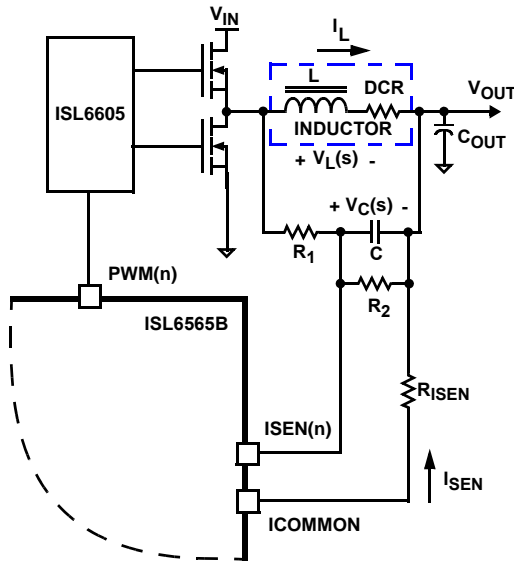 V_IN
I_L
L
DCR
V_OUT
ISL6605
INDUCTOR
C_OUT
+ V_L(s) -
+ V_C(s) -
R_1
C
PWM(n)
R_2
ISL6565B
R_ISEN
ISEN(n)
I_SEN
ICOMMON